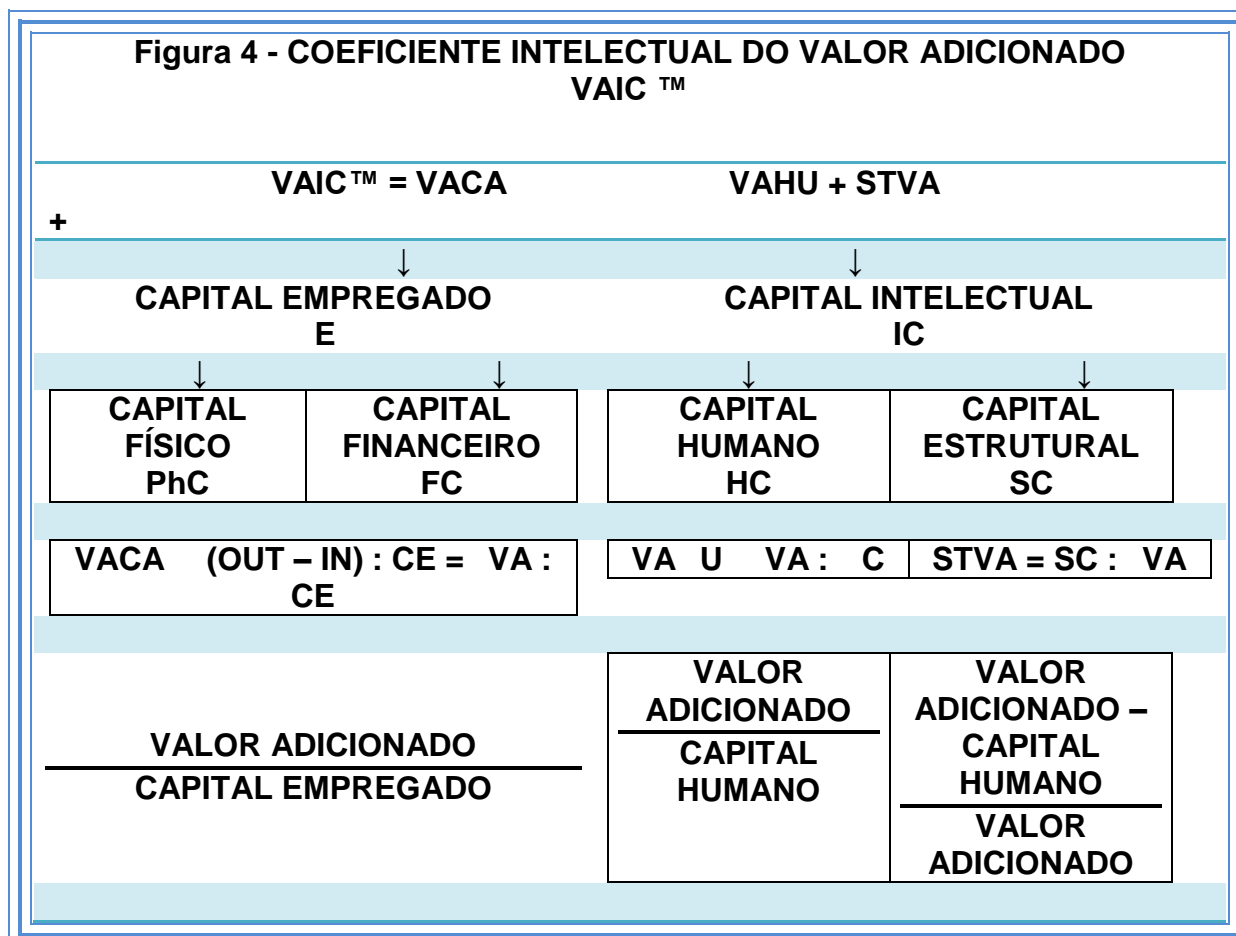 Figura 4 - COEFICIENTE INTELECTUAL DO VALOR ADICIONADO
VAIC ™
VAIC™ = VACA VAHU + STVA
+
↓ ↓
CAPITAL EMPREGADO CAPITAL INTELECTUAL
E IC
↓ ↓ ↓ ↓
CAPITAL CAPITAL CAPITAL CAPITAL
FÍSICO FINANCEIRO HUMANO ESTRUTURAL
PhC FC HC SC
VACA (OUT – IN) : CE = VA : VA U VA : C STVA = SC : VA
CE
VALOR ADICIONADO
CAPITAL EMPREGADO
VALOR
ADICIONADO
CAPITAL
HUMANO
VALOR
ADICIONADO –
CAPITAL
HUMANO
VALOR
ADICIONADO